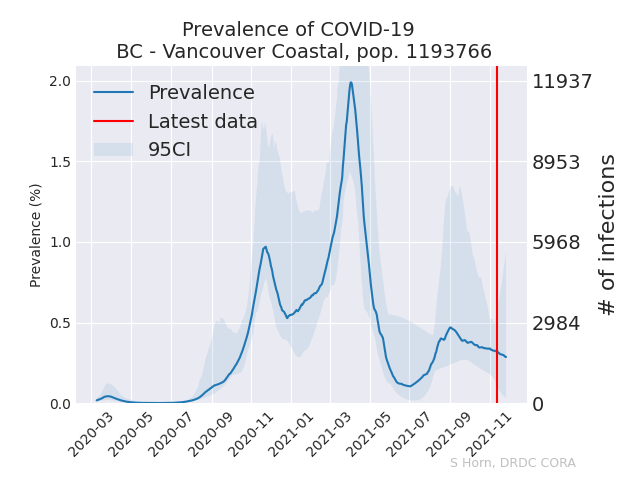 Prevalence of COVID-19
BC - Vancouver Coastal, pop. 1193766
Prevalence
Latest data
95CI
Prevalence (%)
2.0
1.5
1.0
0.5
0.0
11937
8953
5968
2984
0
# of infections
2020-03
2020-05
2020-07
2020-09
2020-11
2021-01
2021-03
2021-05
2021-07
2021-09
2021-11
S Horn, DRDC CORA